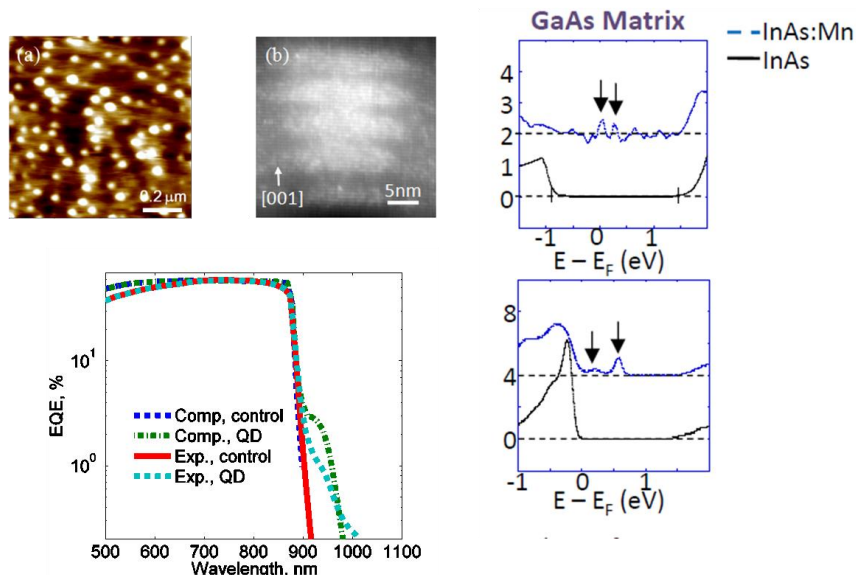 (a)
0.2 μm
(b)
[001]
5nm
GaAs Matrix
InAs:Mn
InAs
4
3
2
1
0
-1 0 1
E – E_F (eV)
8
4
0
-1 0 1
E – E_F (eV)
EQE, %
10^1
10^0
Comp, control
Comp., QD
Exp., control
Exp., QD
500 600 700 800 900 1000 1100
Wavelength, nm